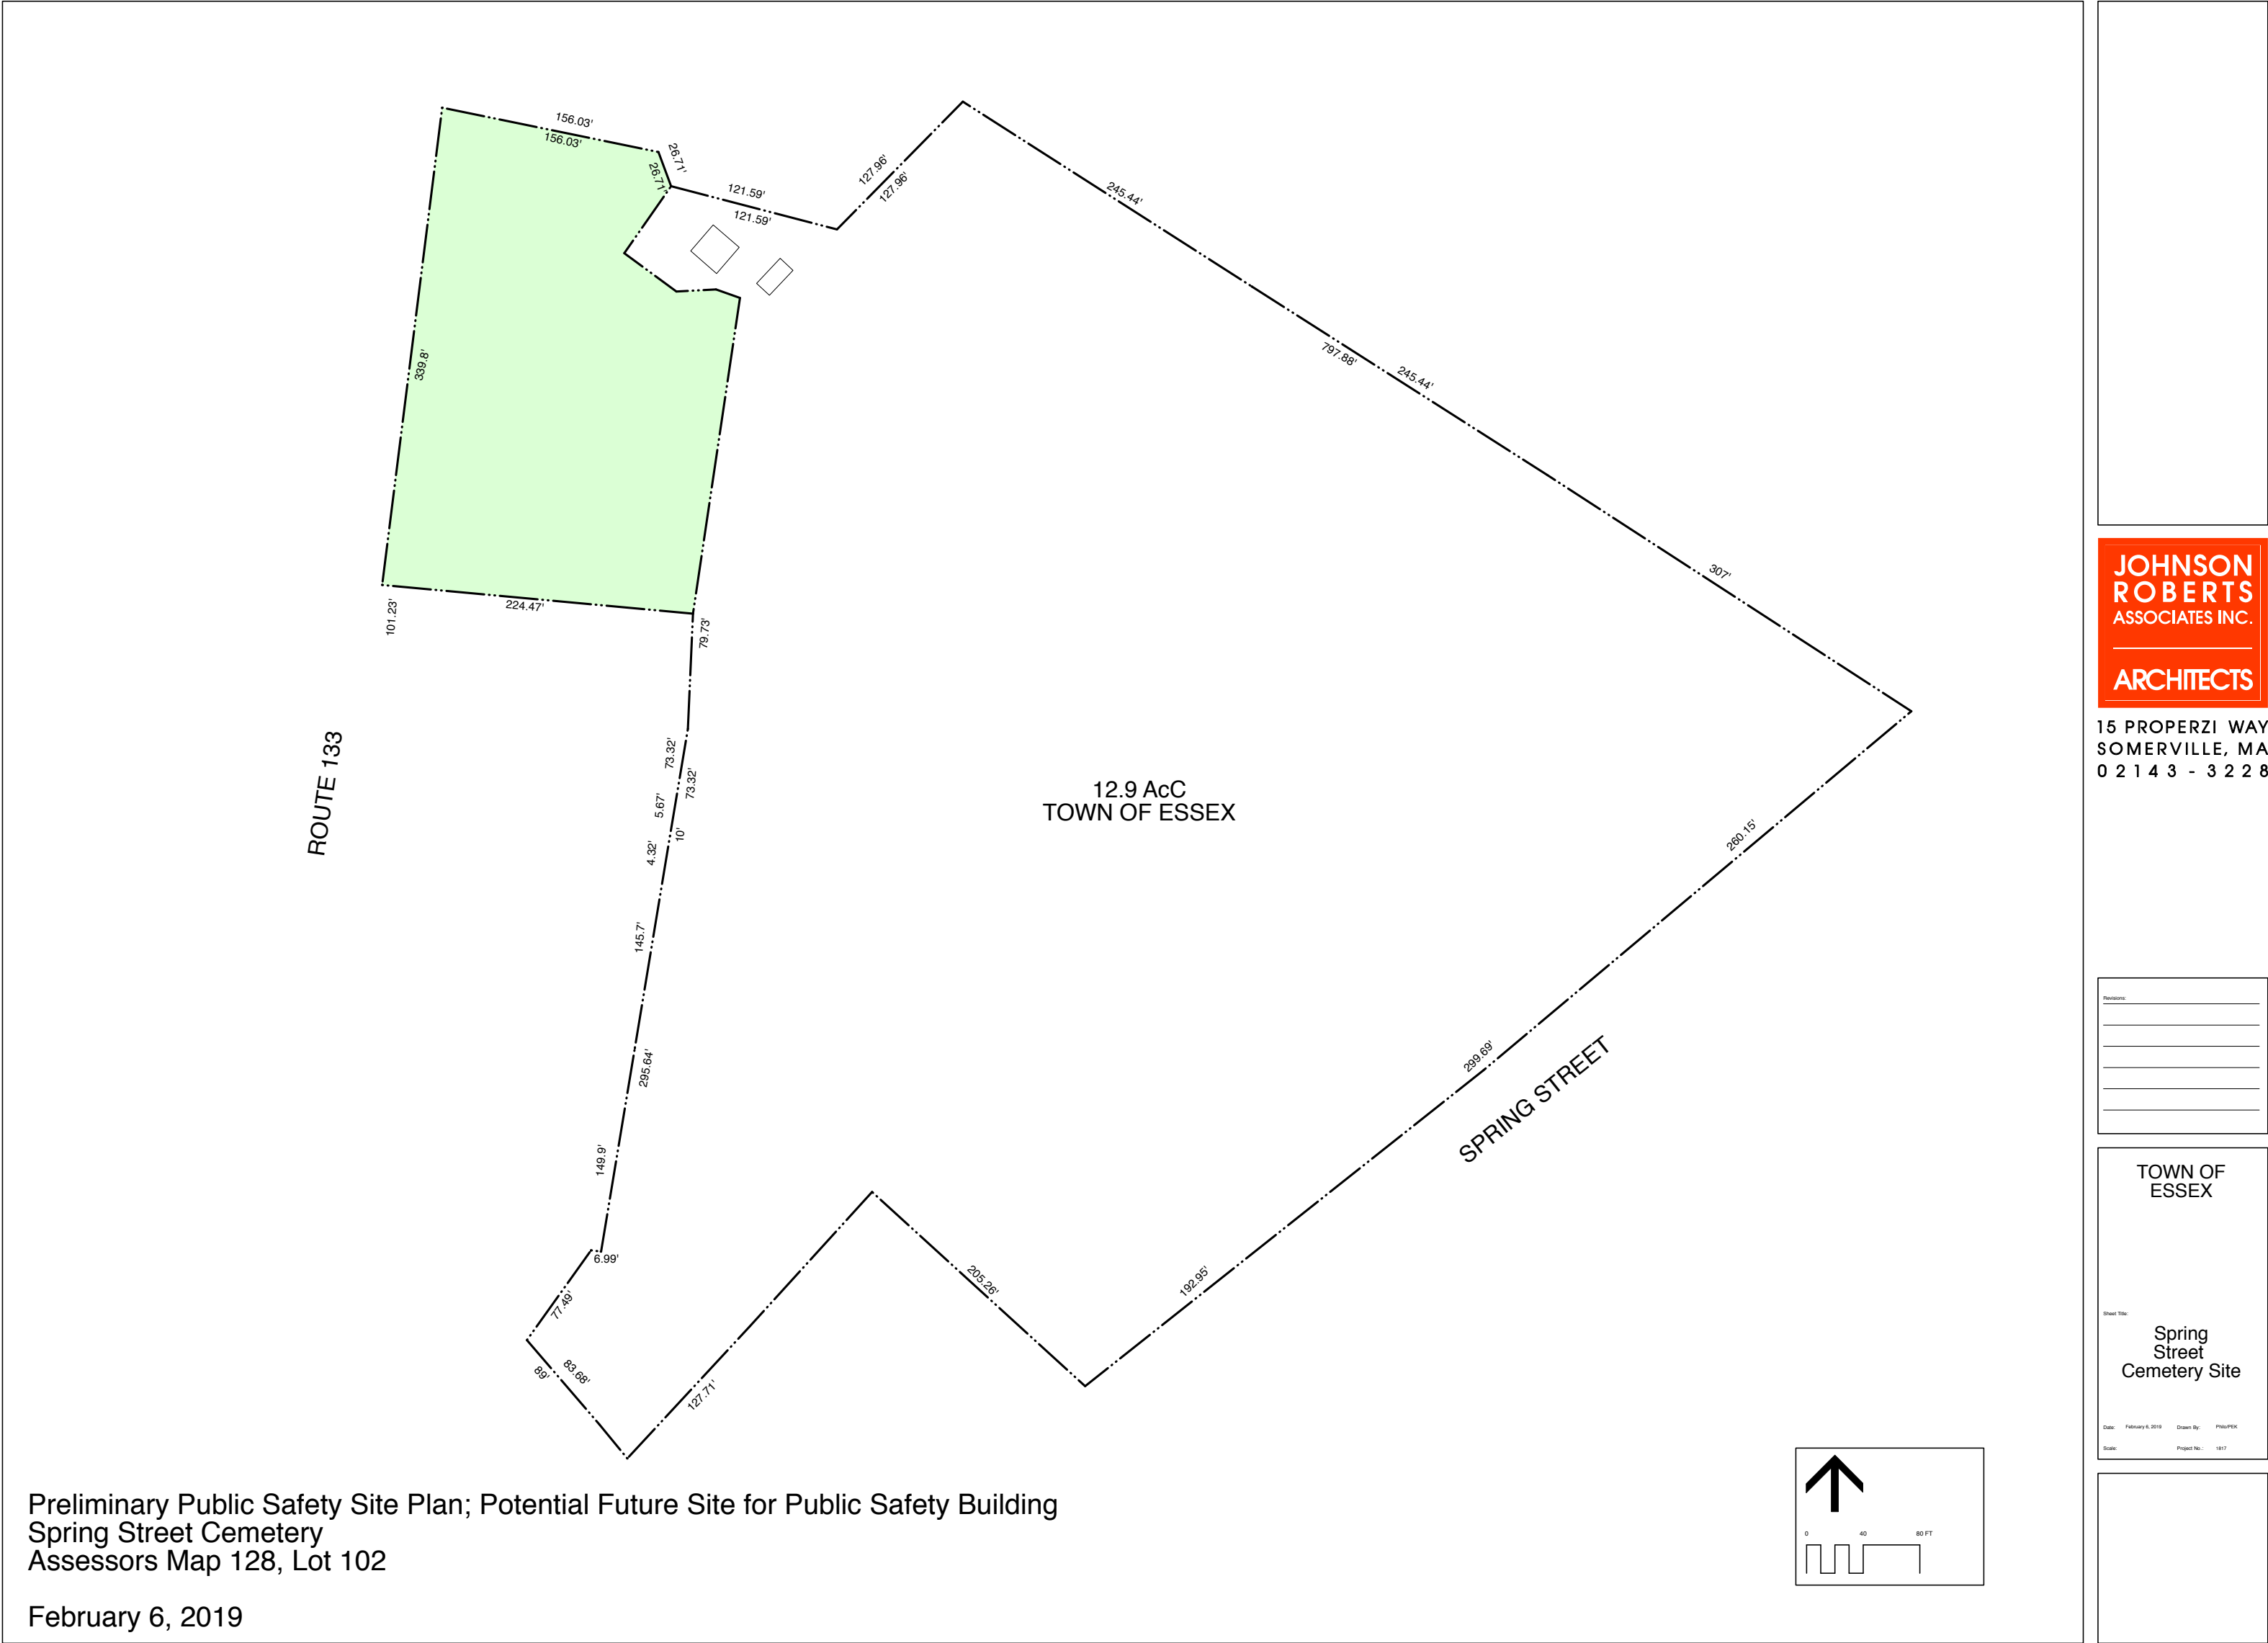 156.03'
156.03'
26.71'
26.71'
121.59'
121.59'
127.96'
127.96'
245.44'
797.88'
245.44'
307'
339.8'
101.23'
224.47'
79.73'
73.32'
73.32'
5.67'
10'
4.32'
145.7'
295.64'
149.9'
6.99'
77.49'
89'
83.68'
127.71'
205.26'
192.95'
299.69'
260.15'
ROUTE 133
12.9 AcC
TOWN OF ESSEX
SPRING STREET
Preliminary Public Safety Site Plan; Potential Future Site for Public Safety Building
Spring Street Cemetery
Assessors Map 128, Lot 102
February 6, 2019
0 40 80 FT
JOHNSON
ROBERTS
ASSOCIATES INC.
ARCHITECTS
15 PROPERZI WAY
SOMERVILLE, MA
02143-3228
Revisions:
TOWN OF
ESSEX
Sheet Title:
Spring
Street
Cemetery Site
Date: February 6, 2019 Drawn By: Philo/PEK
Scale: Project No.: 1817